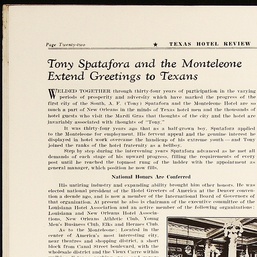 Page Twenty-two ★ TEXAS HOTEL REVIEW
Tony Spatafora and the Monteleone
Extend Greetings to Texans
WELDED TOGETHER through thirty-four years of participation in the varying
periods of prosperity and adversity which have marked the progress of the
first city of the South, A. F. (Tony) Spatafora and the Monteleone Hotel are so
much a part of New Orleans in the minds of Texas hotel men and the thousands of
hotel guests who visit the Mardi Gras that thoughts of the city and the hotel are
invariably associated with thoughts of "Tony."
It was thirty-four years ago that as a half-grown boy, Spatafora applied
to the Monteleone for employment. His fervent appeal and the genuine interest he
displayed in hotel work overcame the handicap of his extreme youth—and Tony
joined the ranks of the hotel fraternity as a bellboy.
Step by step during the interesting years Spatafora advanced as he met all
demands of each stage of his upward progress, filling the requirements of every
post until he reached the topmost rung of the ladder with the appointment as
general manager, which position he now fills.
National Honors Are Conferred
His untiring industry and expanding ability brought him other honors. He was
elected national president of the Hotel Greeters of America at the Denver conven-
tion a decade ago, and is now a member of the International Board of Governors of
that organization. At present he also is chairman of the executive committee of the
Louisiana Hotel Association and an active member of the following organizations:
Louisiana and New Orleans Hotel Associa-
tions, New Orleans Athletic Club, Young
Men's Business Club, Elks and Hermes Club.
As to the Monteleone: Located in the
center of America's most interesting city,
near theatres and shopping district, a short
block from Canal Street boulevard, with the
wholesale district and the Vieux Carre within